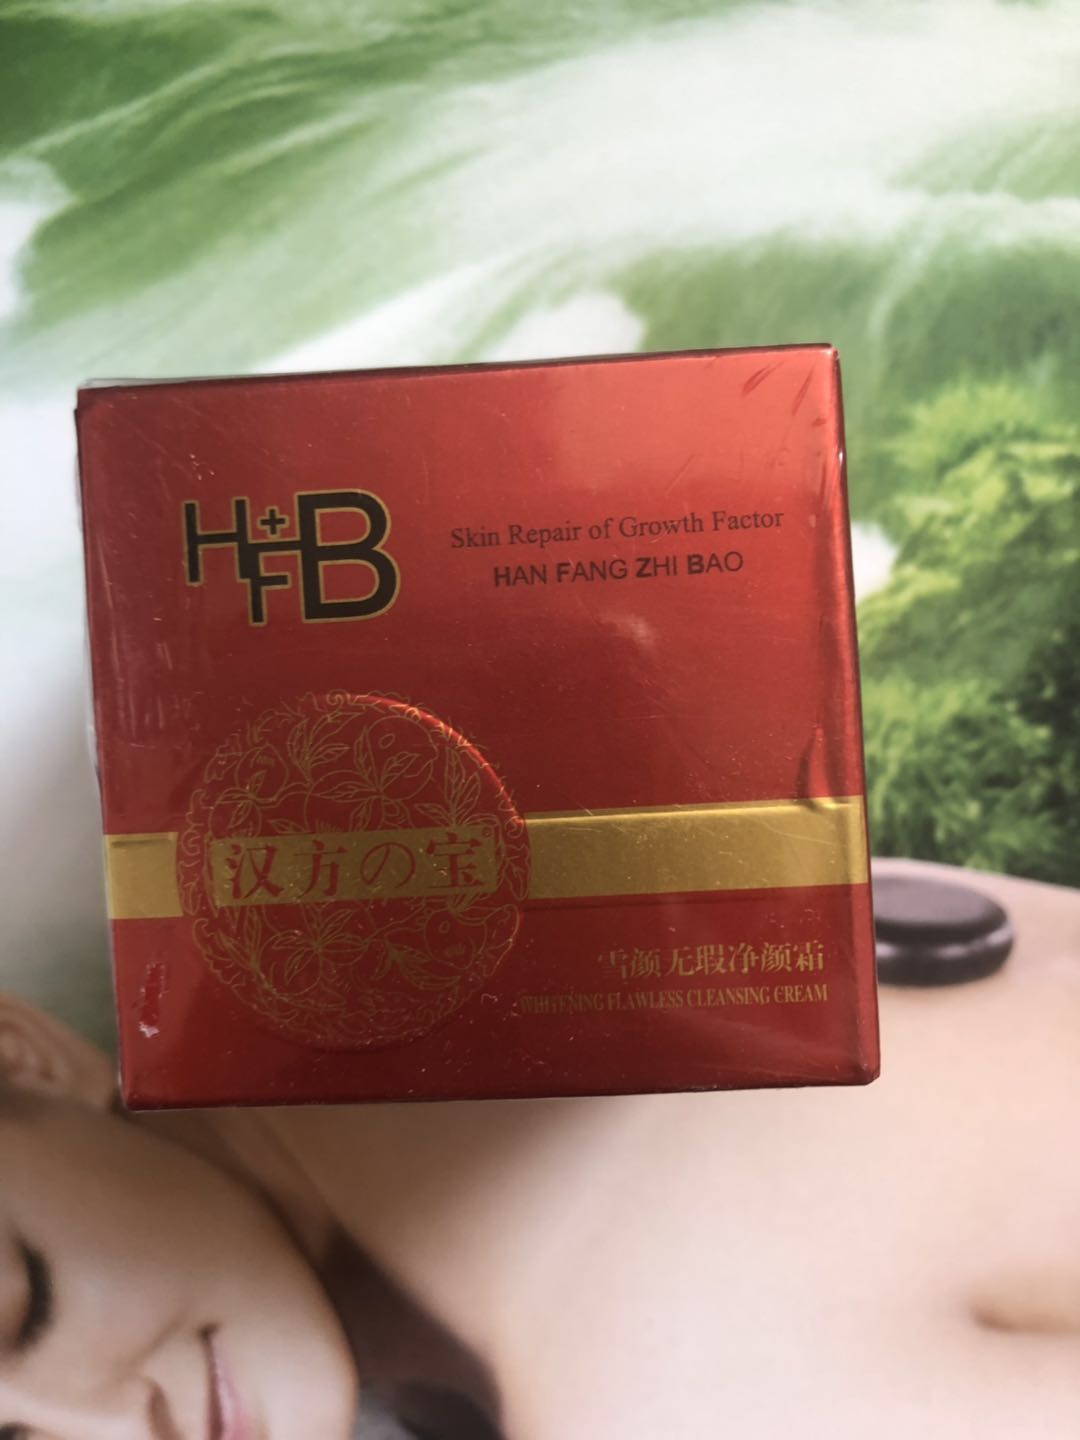 H+FB
Skin Repair of Growth Factor
HAN FANG ZHI BAO
汉方の宝
雪颜无瑕净颜霜
WHITENING FLAWLESS CLEANSING CREAM